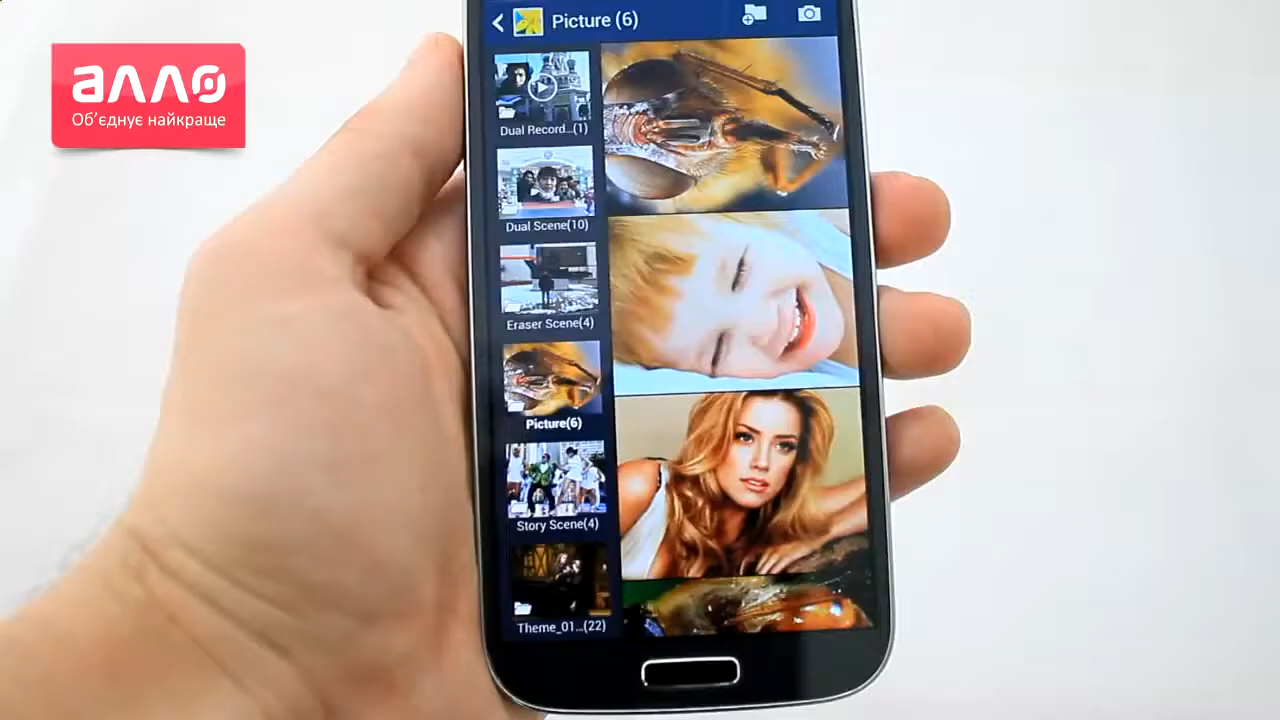 алло
Об'єднує найкраще
Picture (6)
Dual Record...(1)
Dual Scene(10)
Eraser Scene(4)
Picture(6)
Story Scene(4)
Theme_01...(22)